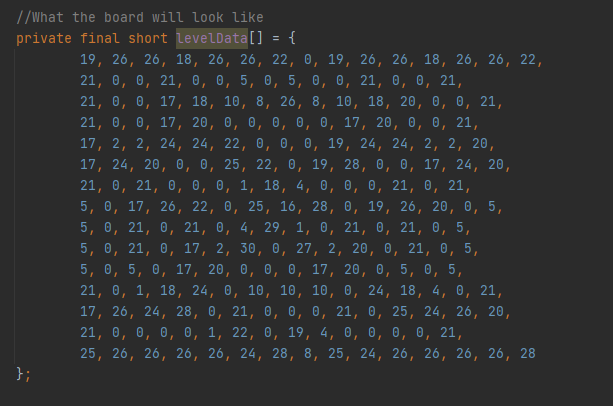 //What the board will look like
private final short levelData[] = {
19, 26, 26, 18, 26, 26, 22, 0, 19, 26, 26, 18, 26, 26, 22,
21, 0, 0, 21, 0, 0, 5, 0, 5, 0, 0, 21, 0, 0, 21,
21, 0, 0, 17, 18, 10, 8, 26, 8, 10, 18, 20, 0, 0, 21,
21, 0, 0, 17, 20, 0, 0, 0, 0, 0, 17, 20, 0, 0, 21,
17, 2, 2, 24, 24, 22, 0, 0, 0, 19, 24, 24, 2, 2, 20,
17, 24, 20, 0, 0, 25, 22, 0, 19, 28, 0, 0, 17, 24, 20,
21, 0, 21, 0, 0, 0, 1, 18, 4, 0, 0, 0, 21, 0, 21,
5, 0, 17, 26, 22, 0, 25, 16, 28, 0, 19, 26, 20, 0, 5,
5, 0, 21, 0, 21, 0, 4, 29, 1, 0, 21, 0, 21, 0, 5,
5, 0, 21, 0, 17, 2, 30, 0, 27, 2, 20, 0, 21, 0, 5,
5, 0, 5, 0, 17, 20, 0, 0, 0, 17, 20, 0, 5, 0, 5,
21, 0, 1, 18, 24, 0, 10, 10, 10, 0, 24, 18, 4, 0, 21,
17, 26, 24, 28, 0, 21, 0, 0, 0, 21, 0, 25, 24, 26, 20,
21, 0, 0, 0, 0, 1, 22, 0, 19, 4, 0, 0, 0, 0, 21,
25, 26, 26, 26, 26, 24, 28, 8, 25, 24, 26, 26, 26, 26, 28
};